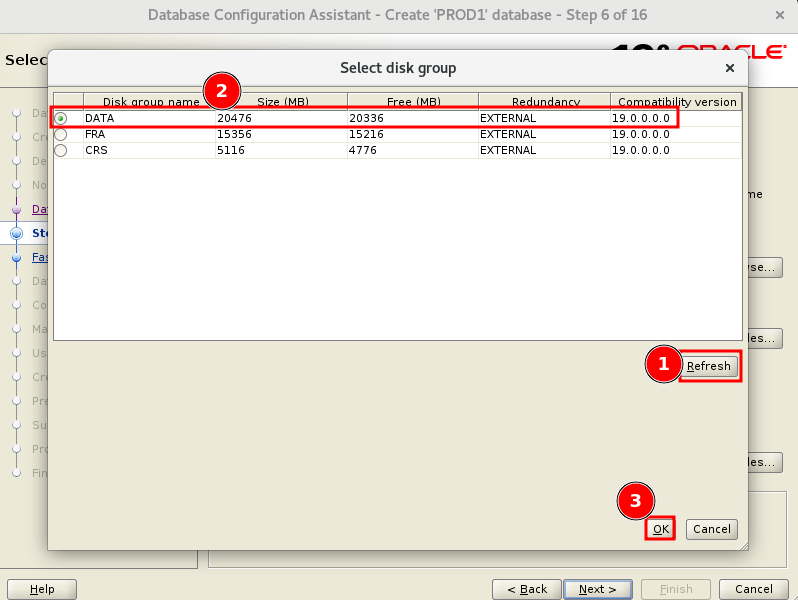 Database Configuration Assistant - Create 'PROD1' database - Step 6 of 16
Selec
ORACLE
Select disk group
2
Disk group name Size (MB) Free (MB) Redundancy Compatibility version
DATA 20476 20336 EXTERNAL 19.0.0.0.0
FRA 15356 15216 EXTERNAL 19.0.0.0.0
CRS 5116 4776 EXTERNAL 19.0.0.0.0
Da
Cr
De
No
Dat
Sto
Fas
Da
Co
Ma
Us
Cre
Pre
Su
Pro
Fin
me
se...
les...
1
Refresh
les...
3
OK Cancel
Help < Back Next > Finish Cancel